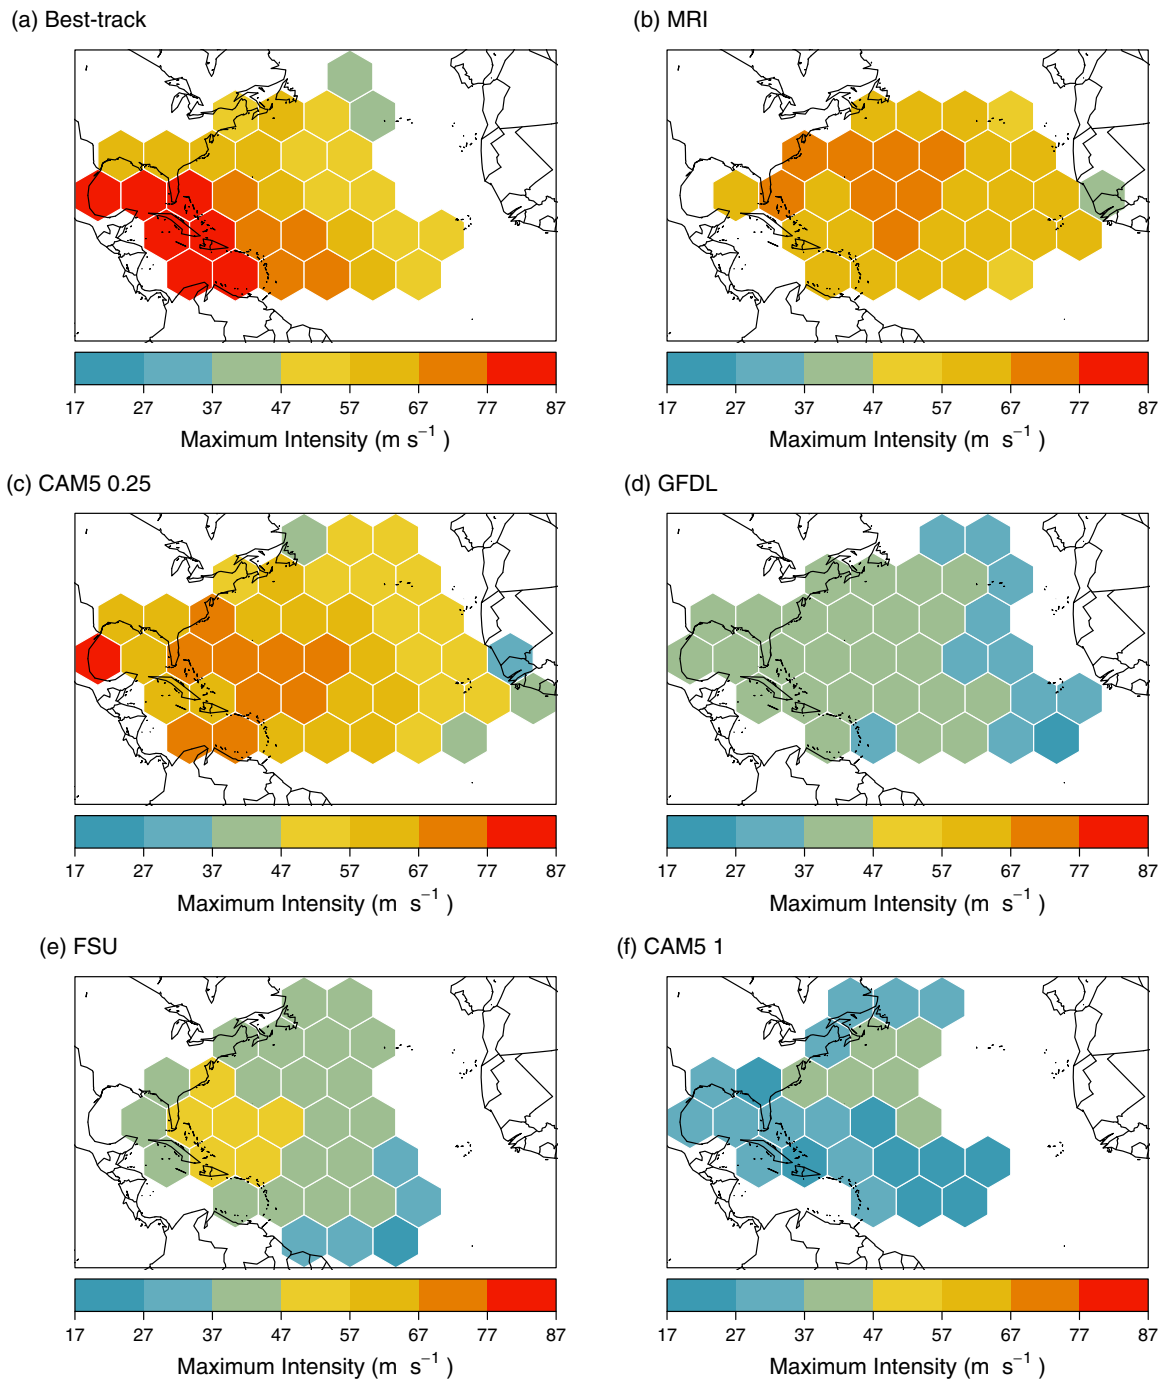 (a) Best-track
(b) MRI
17 27 37 47 57 67 77 87
Maximum Intensity (m s⁻¹ )
17 27 37 47 57 67 77 87
Maximum Intensity (m s⁻¹ )
(c) CAM5 0.25
(d) GFDL
17 27 37 47 57 67 77 87
Maximum Intensity (m s⁻¹ )
17 27 37 47 57 67 77 87
Maximum Intensity (m s⁻¹ )
(e) FSU
(f) CAM5 1
17 27 37 47 57 67 77 87
Maximum Intensity (m s⁻¹ )
17 27 37 47 57 67 77 87
Maximum Intensity (m s⁻¹ )